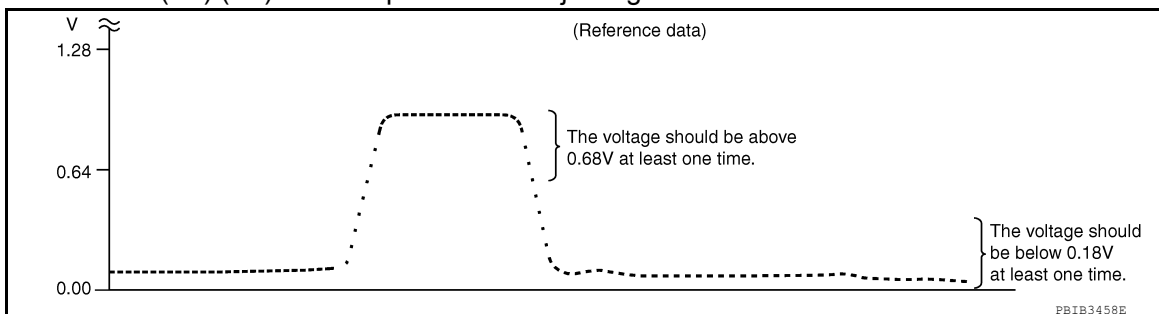 V
(Reference data)
1.28
The voltage should be above
0.68V at least one time.
0.64
The voltage should
be below 0.18V
at least one time.
0.00
PBIB3458E